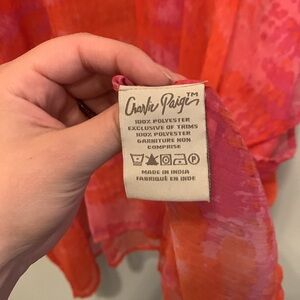 Charlie Paige™
100% POLYESTER
EXCLUSIVE OF TRIMS
100% POLYESTER
GARNITURE NON
COMPRISE
MADE IN INDIA
FABRIQUÉ EN INDE